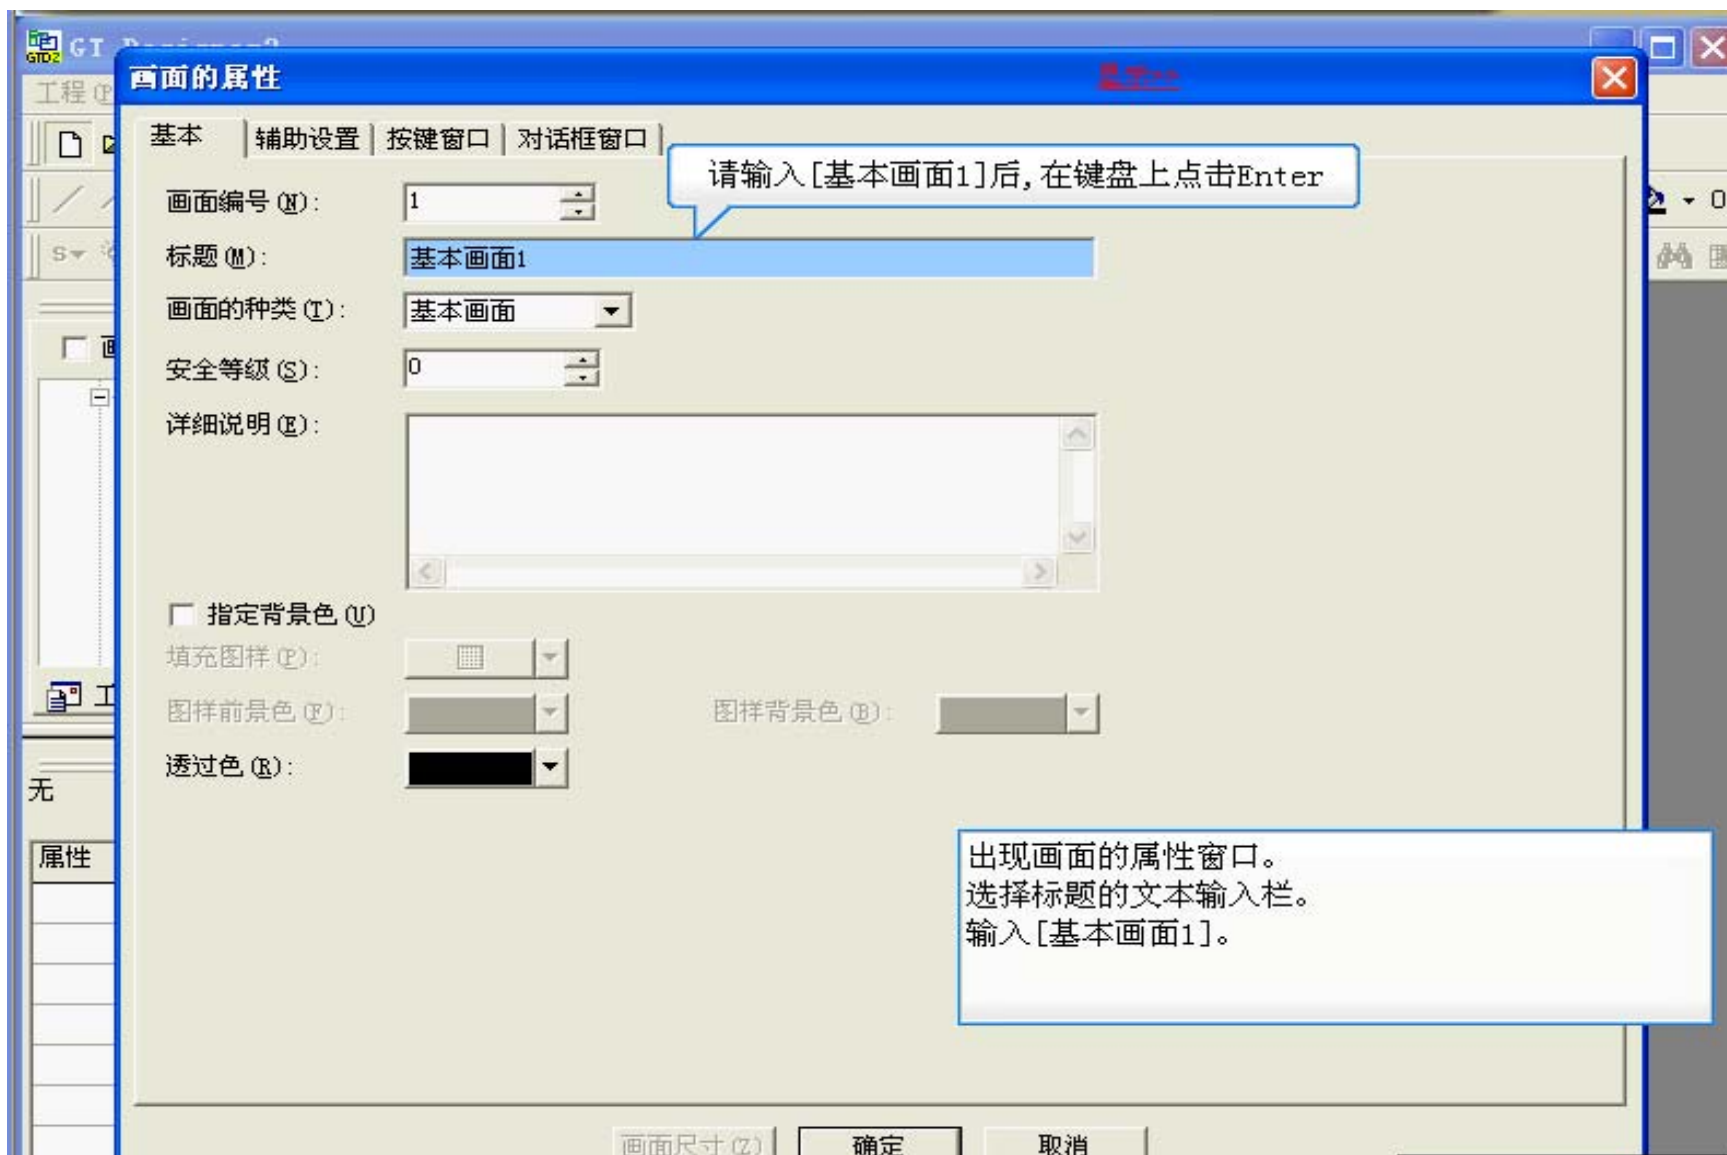 GT Designer2
工程(P
画面的属性
基本 辅助设置 按键窗口 对话框窗口
请输入[基本画面1]后,在键盘上点击Enter
画面编号(N): 1
标题(M): 基本画面1
画面的种类(T): 基本画面
安全等级(S): 0
详细说明(E):
指定背景色(U)
填充图样(P):
图样前景色(F): 图样背景色(B):
透过色(R):
无
属性
出现画面的属性窗口。
选择标题的文本输入栏。
输入[基本画面1]。
画面尺寸(Z) 确定 取消